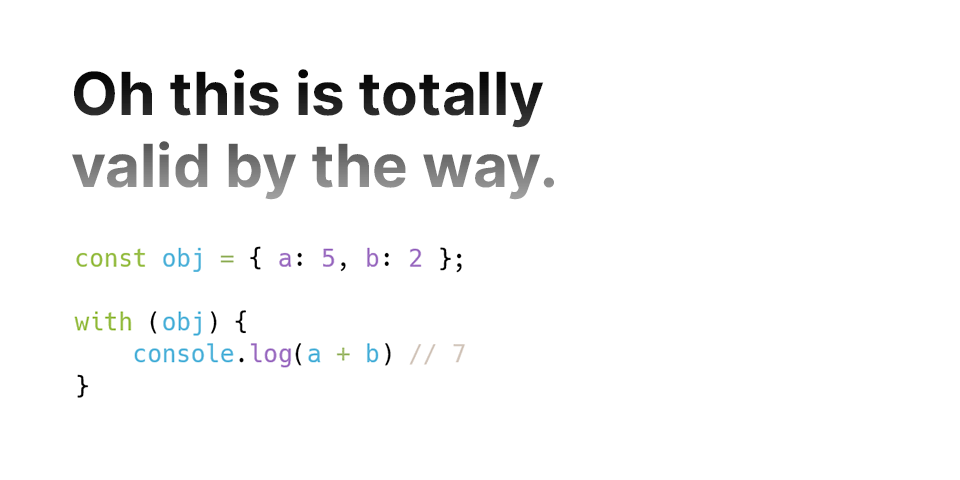 Oh this is totally
valid by the way.
const obj = { a: 5, b: 2 };
with (obj) {
    console.log(a + b) // 7
}